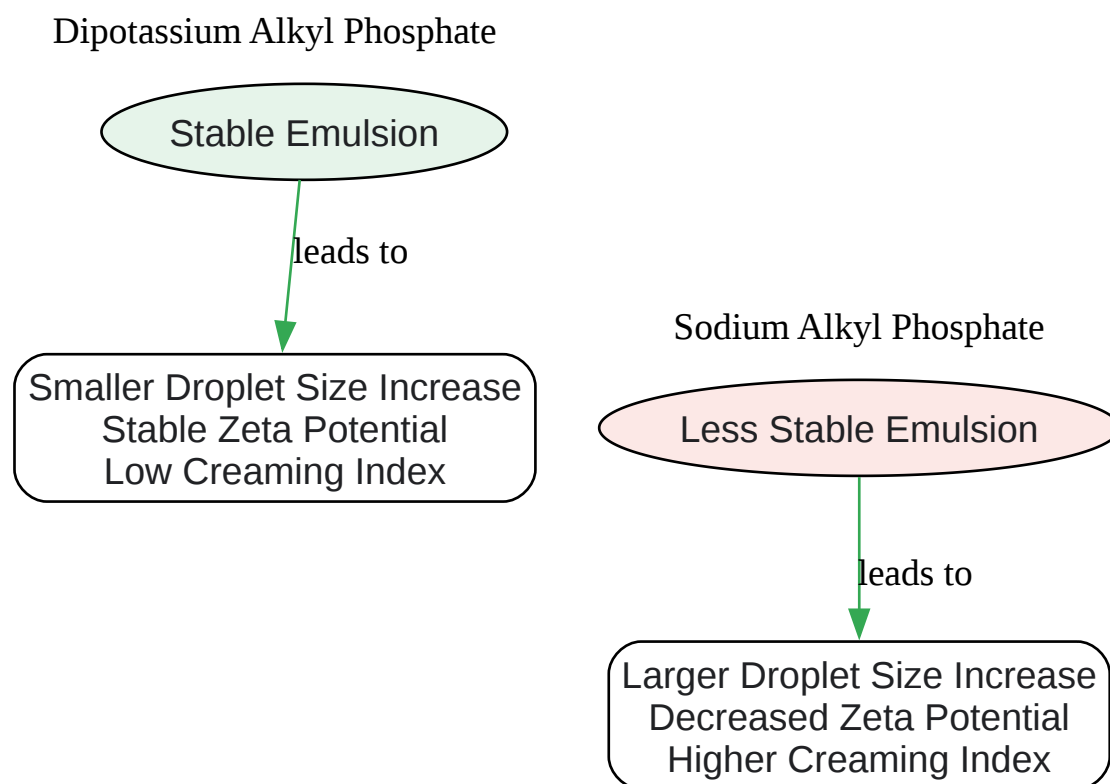 Dipotassium Alkyl Phosphate
Stable Emulsion
leads to
Smaller Droplet Size Increase
Stable Zeta Potential
Low Creaming Index
Sodium Alkyl Phosphate
Less Stable Emulsion
leads to
Larger Droplet Size Increase
Decreased Zeta Potential
Higher Creaming Index